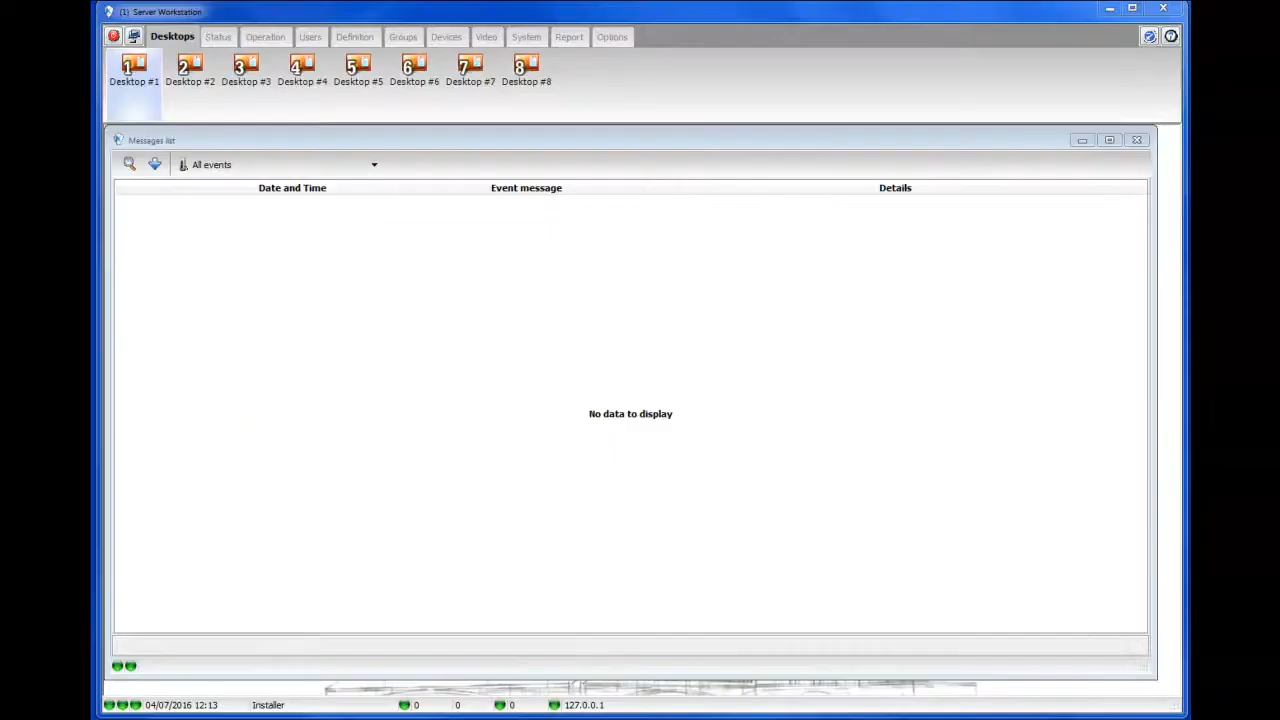 (1) Server Workstation
Desktops Status Operation Users Definition Groups Devices Video System Report Options
1 2 3 4 5 6 7 8
Desktop #1 Desktop #2 Desktop #3 Desktop #4 Desktop #5 Desktop #6 Desktop #7 Desktop #8
Messages list
All events
Date and Time Event message Details
No data to display
04/07/2016 12:13 Installer 0 0 0 127.0.0.1